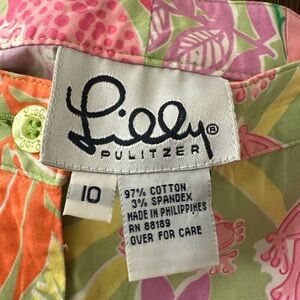 Lilly®
PULITZER
10
97% COTTON
3% SPANDEX
MADE IN PHILIPPINES
RN 88189
OVER FOR CARE